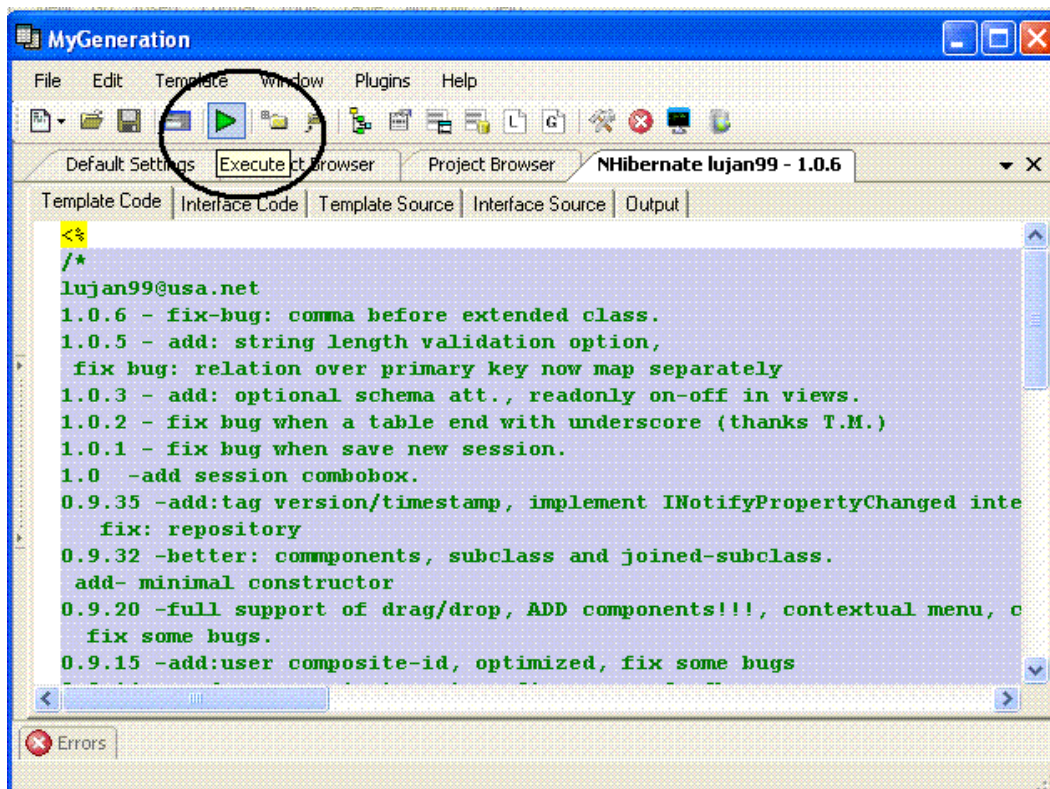 MyGeneration
File Edit Template Window Plugins Help
Default Settings Execute ct Browser Project Browser NHibernate lujan99 - 1.0.6
Template Code Interface Code Template Source Interface Source Output
<%
/*
lujan99@usa.net
1.0.6 - fix-bug: comma before extended class.
1.0.5 - add: string length validation option,
fix bug: relation over primary key now map separately
1.0.3 - add: optional schema att., readonly on-off in views.
1.0.2 - fix bug when a table end with underscore (thanks T.M.)
1.0.1 - fix bug when save new session.
1.0 -add session combobox.
0.9.35 -add:tag version/timestamp, implement INotifyPropertyChanged inte
fix: repository
0.9.32 -better: commponents, subclass and joined-subclass.
add- minimal constructor
0.9.20 -full support of drag/drop, ADD components!!!, contextual menu, c
fix some bugs.
0.9.15 -add:user composite-id, optimized, fix some bugs
Errors